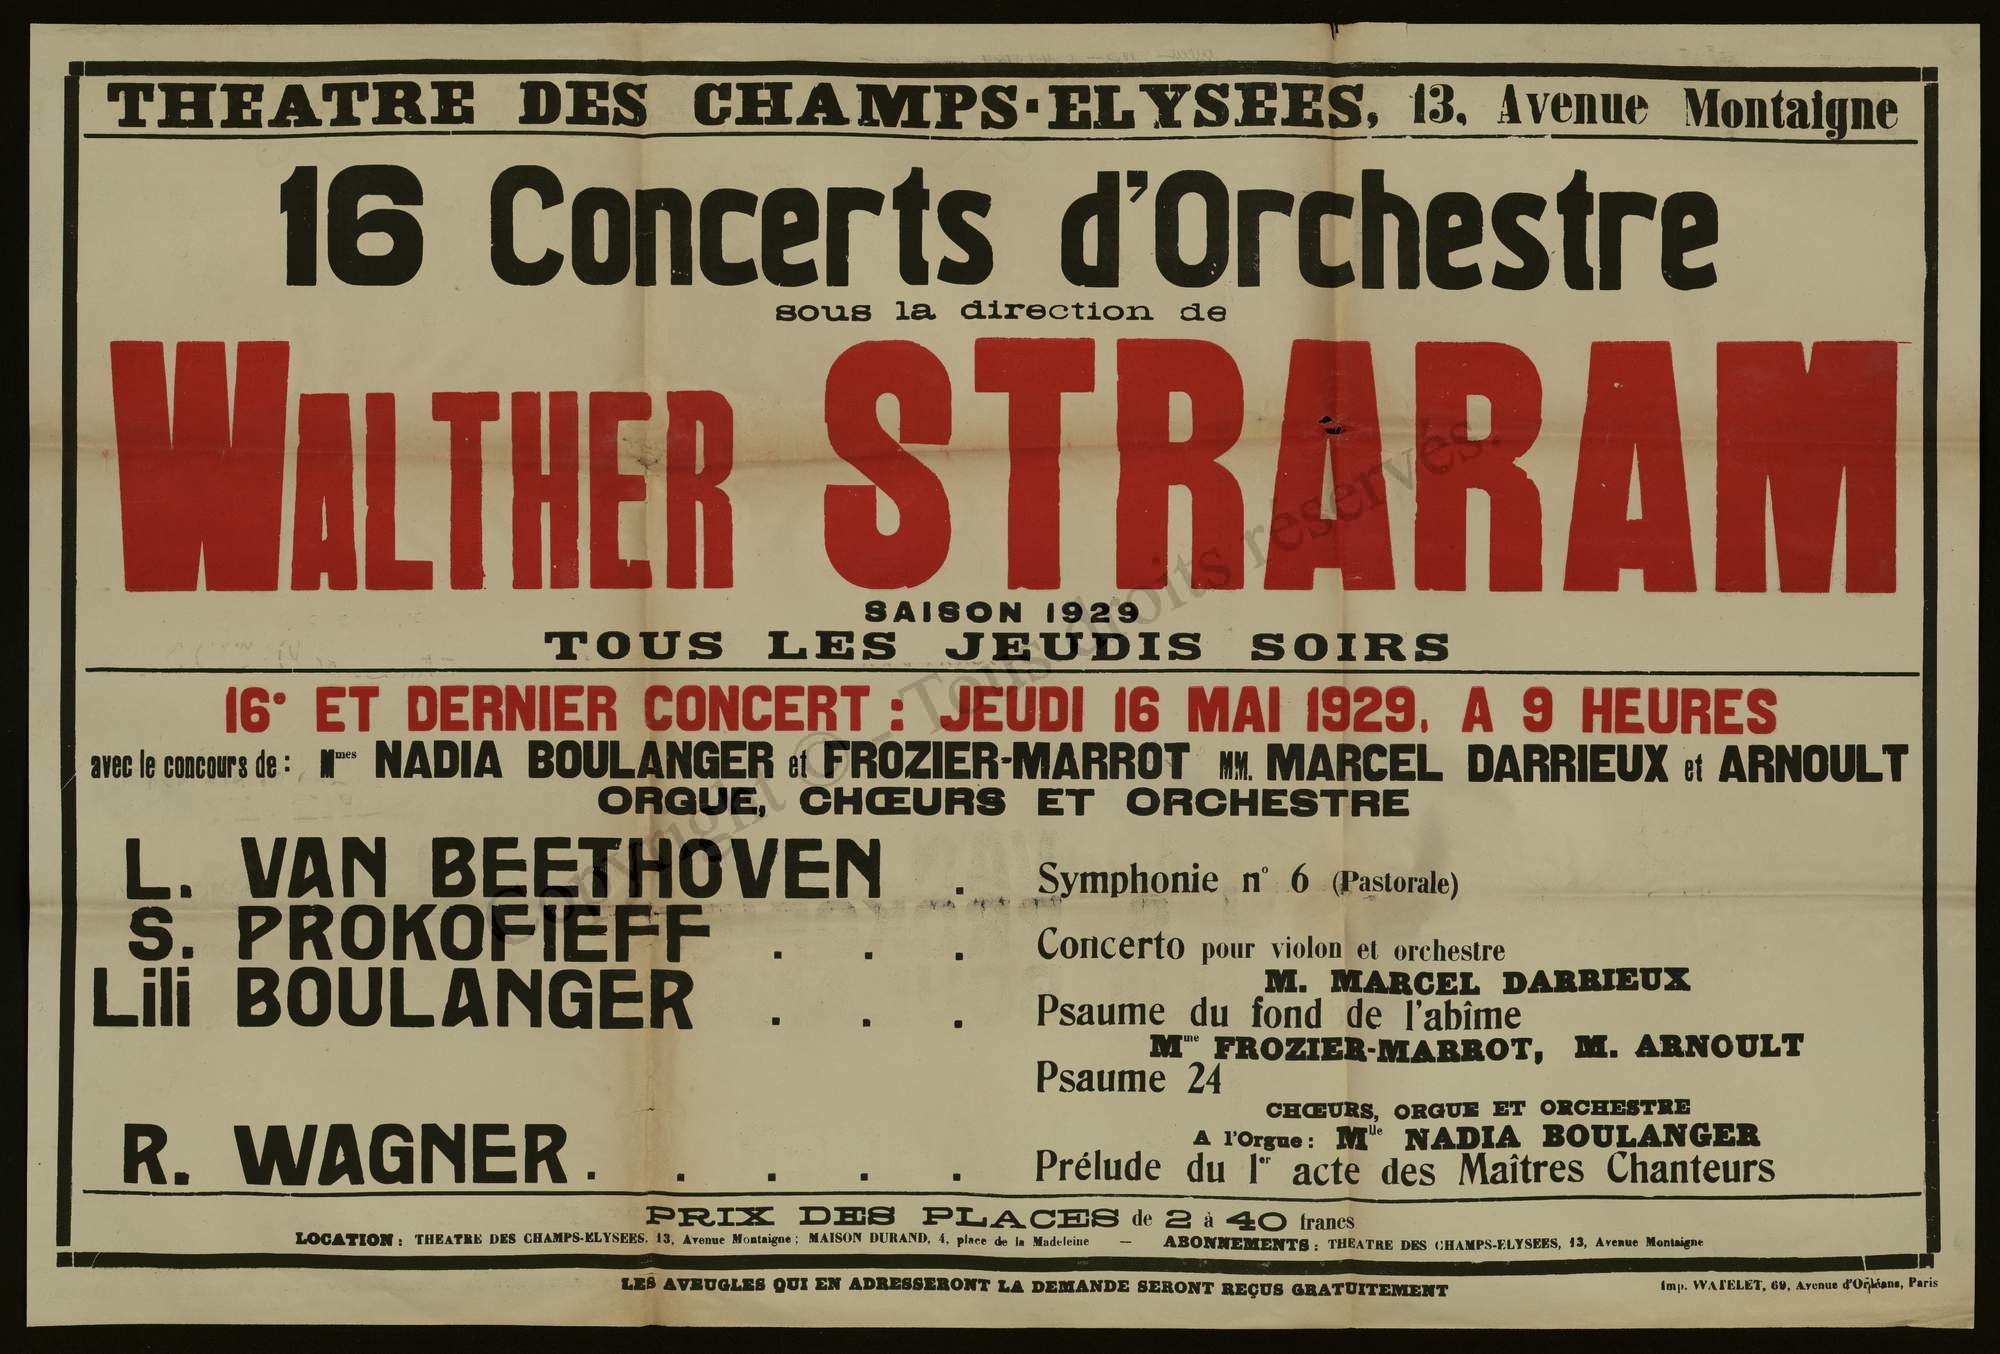 THEATRE DES CHAMPS-ELYSEES, 13, Avenue Montaigne
16 Concerts d'Orchestre
sous la direction de
WALTHER STRARAM
SAISON 1929
TOUS LES JEUDIS SOIRS
16e ET DERNIER CONCERT : JEUDI 16 MAI 1929, A 9 HEURES
avec le concours de : Mmes NADIA BOULANGER et FROZIER-MARROT MM. MARCEL DARRIEUX et ARNOULT
ORGUE, CHŒURS ET ORCHESTRE
L. VAN BEETHOVEN . Symphonie n° 6 (Pastorale)
S. PROKOFIEFF . . . Concerto pour violon et orchestre
M. MARCEL DARRIEUX
Lili BOULANGER . . . Psaume du fond de l'abîme
Mme FROZIER-MARROT, M. ARNOULT
Psaume 24
CHŒURS, ORGUE ET ORCHESTRE
A l'Orgue : Mlle NADIA BOULANGER
R. WAGNER . . . . . Prélude du 1er acte des Maîtres Chanteurs
PRIX DES PLACES de 2 à 40 francs
LOCATION : THEATRE DES CHAMPS-ELYSEES, 13, Avenue Montaigne ; MAISON DURAND, 4, place de la Madeleine — ABONNEMENTS : THEATRE DES CHAMPS-ELYSEES, 13, Avenue Montaigne
LES AVEUGLES QUI EN ADRESSERONT LA DEMANDE SERONT REÇUS GRATUITEMENT
Imp. WATELET, 69, Avenue d'Orléans, Paris
Copyright © - Tous droits réservés.